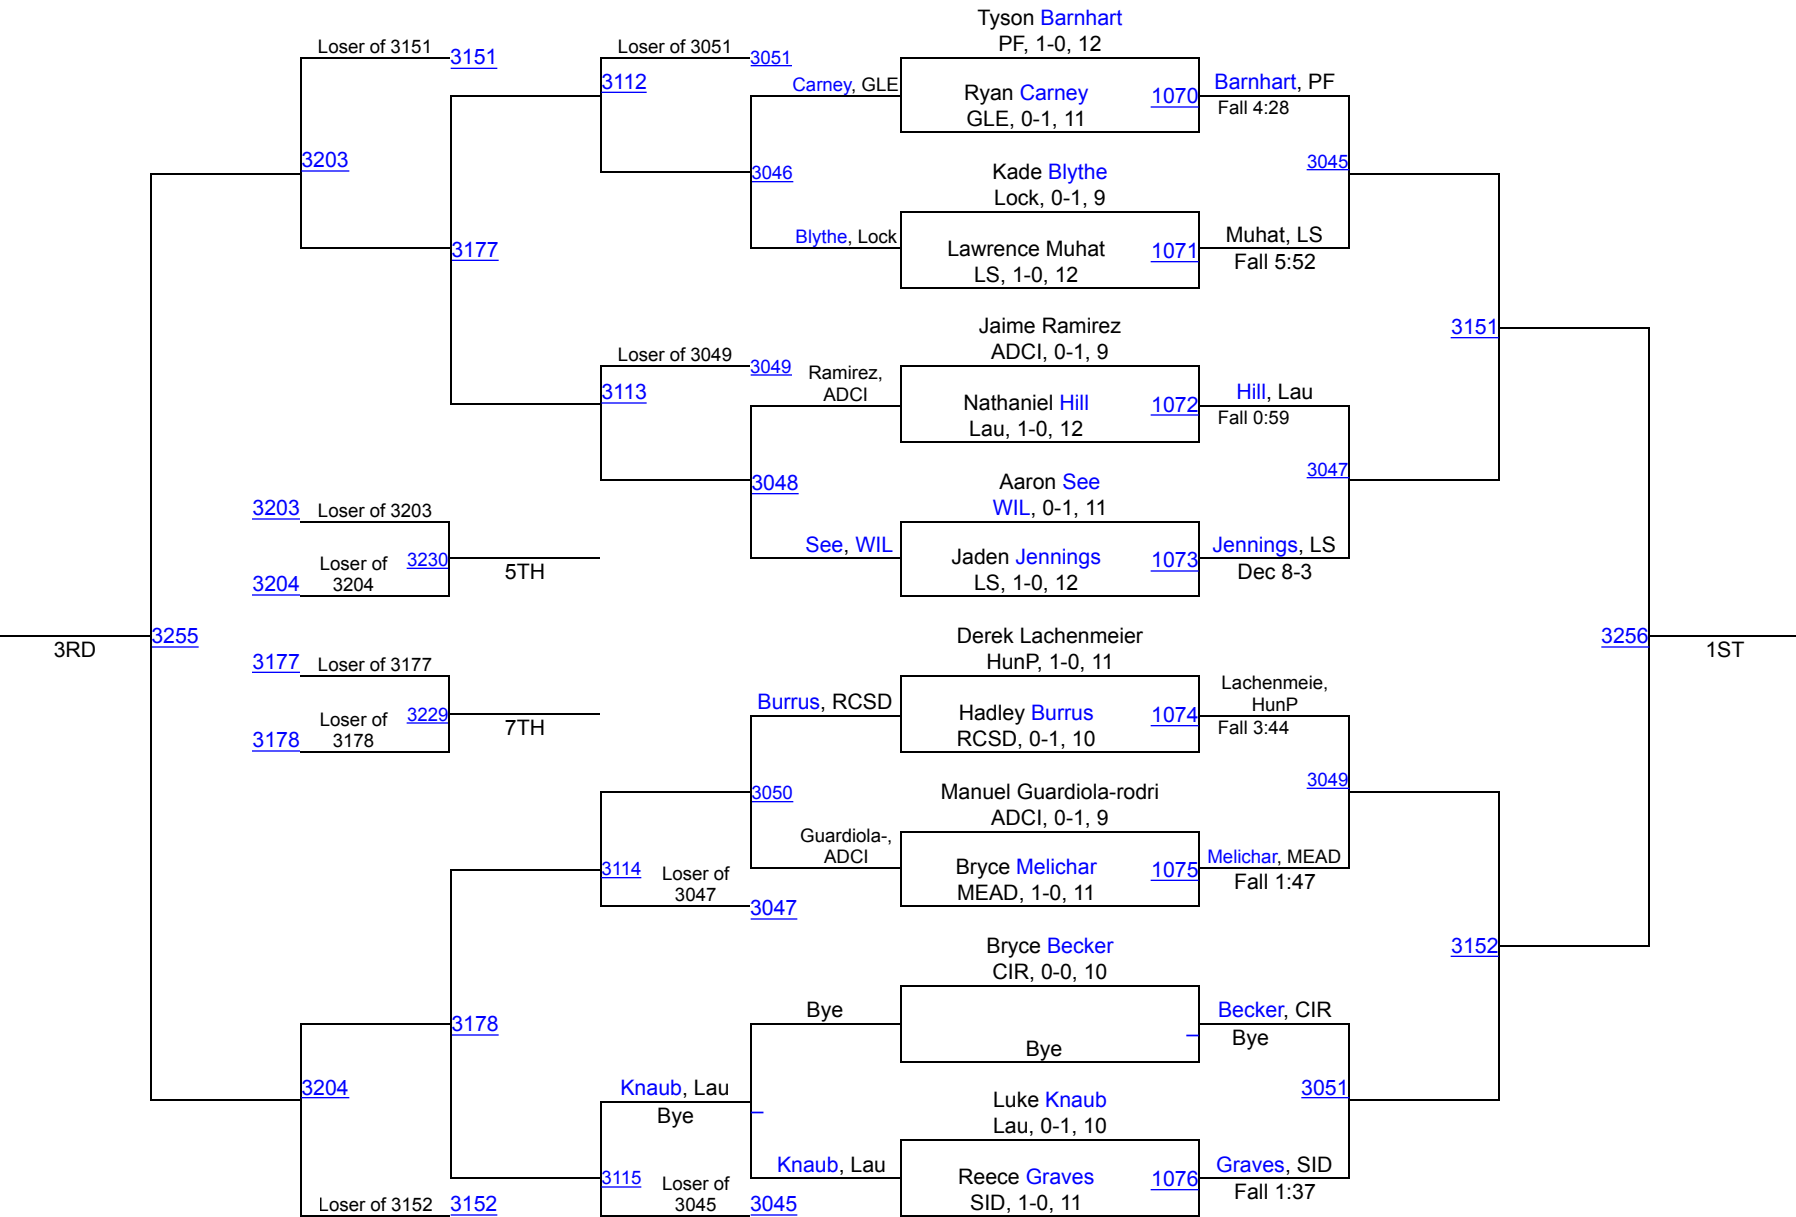 Tyson Barnhart
PF, 1-0, 12
Loser of 3151
3151
Loser of 3051
3051
3112
Carney, GLE
Ryan Carney
GLE, 0-1, 11
1070
Barnhart, PF
Fall 4:28
3203
3046
Kade Blythe
Lock, 0-1, 9
3045
3177
Blythe, Lock
Lawrence Muhat
LS, 1-0, 12
1071
Muhat, LS
Fall 5:52
Jaime Ramirez
ADCI, 0-1, 9
3151
Loser of 3049
3049
3113
Ramirez,
ADCI
Nathaniel Hill
Lau, 1-0, 12
1072
Hill, Lau
Fall 0:59
3048
Aaron See
WIL, 0-1, 11
3047
3203
Loser of 3203
Loser of
3204
3204
3230
5TH
See, WIL
Jaden Jennings
LS, 1-0, 12
1073
Jennings, LS
Dec 8-3
3RD
3255
Derek Lachenmeier
HunP, 1-0, 11
3256
1ST
3177
Loser of 3177
Loser of
3178
3178
3229
7TH
Burrus, RCSD
Hadley Burrus
RCSD, 0-1, 10
1074
Lachenmeie,
HunP
Fall 3:44
3050
Manuel Guardiola-rodri
ADCI, 0-1, 9
3049
Guardiola-,
ADCI
3114
Loser of
3047
3047
Bryce Melichar
MEAD, 1-0, 11
1075
Melichar, MEAD
Fall 1:47
Bryce Becker
CIR, 0-0, 10
3152
3178
Bye
Bye
Becker, CIR
Bye
3204
Knaub, Lau
Bye
Luke Knaub
Lau, 0-1, 10
3051
Knaub, Lau
Reece Graves
SID, 1-0, 11
1076
Graves, SID
Fall 1:37
3115
Loser of
3045
3045
Loser of 3152
3152